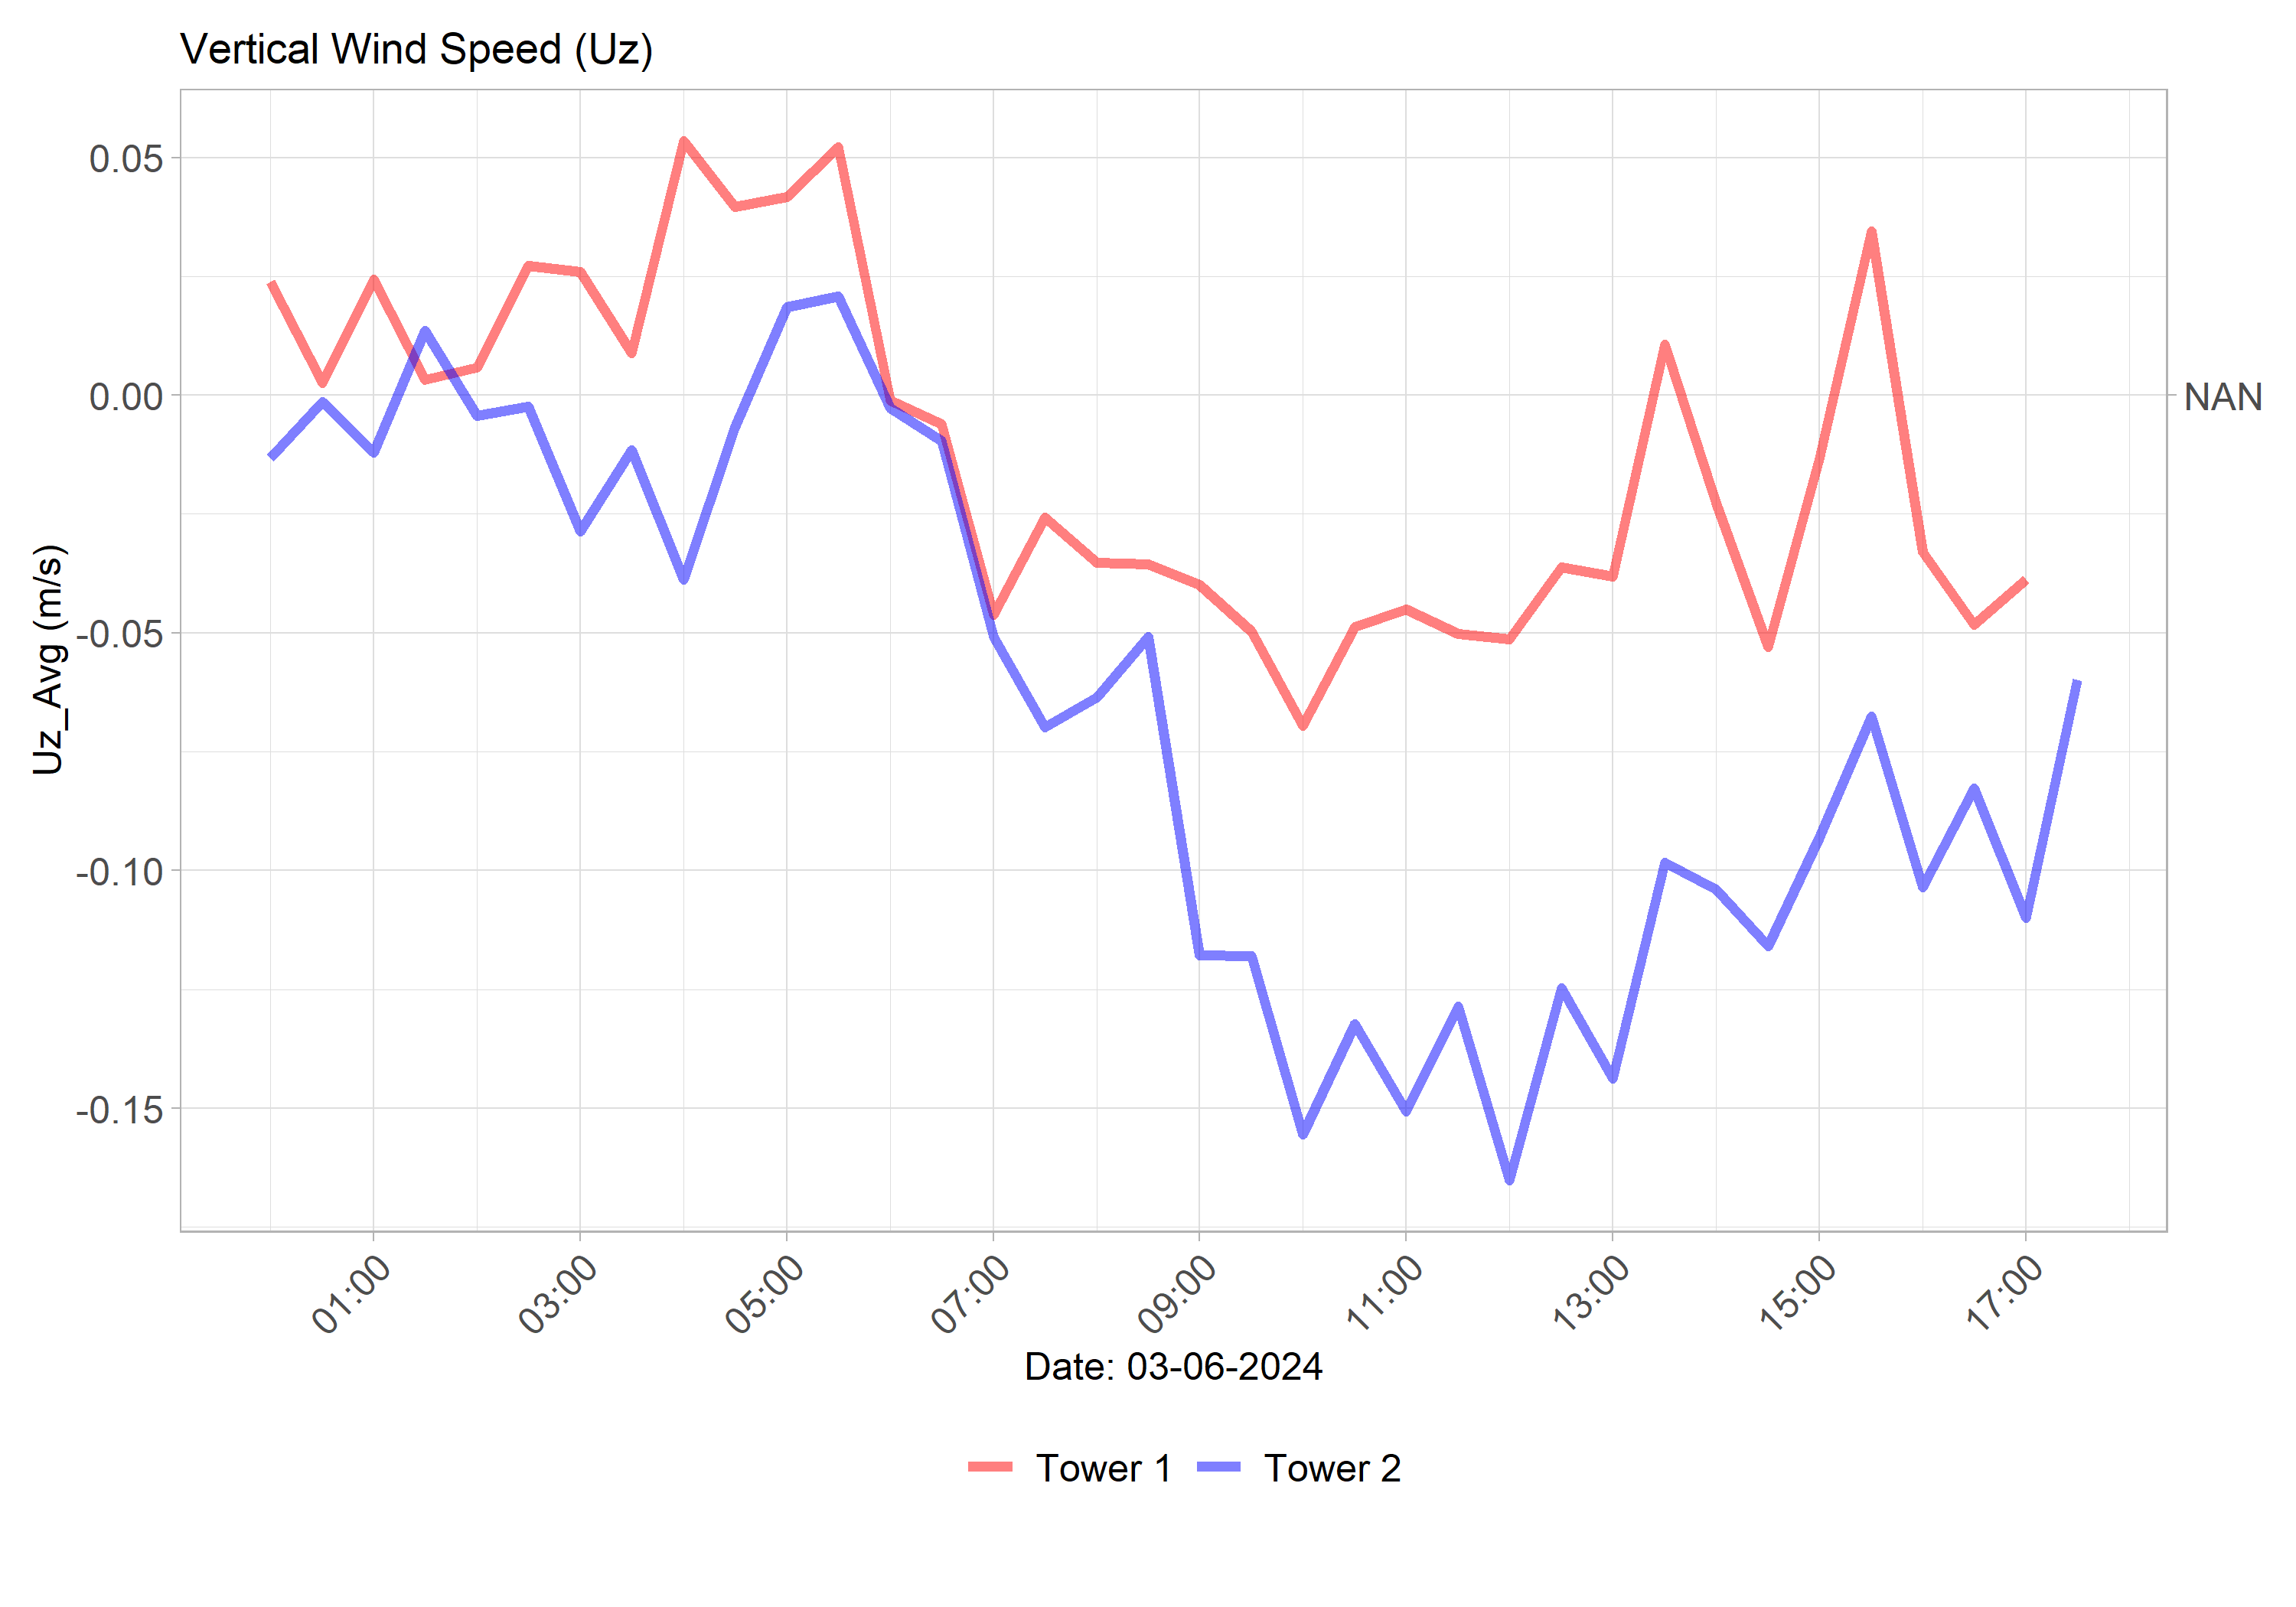 Vertical Wind Speed (Uz)
0.05
0.00
-0.05
-0.10
-0.15
NAN
Uz_Avg (m/s)
01:00 03:00 05:00 07:00 09:00 11:00 13:00 15:00 17:00
Date: 03-06-2024
Tower 1 Tower 2